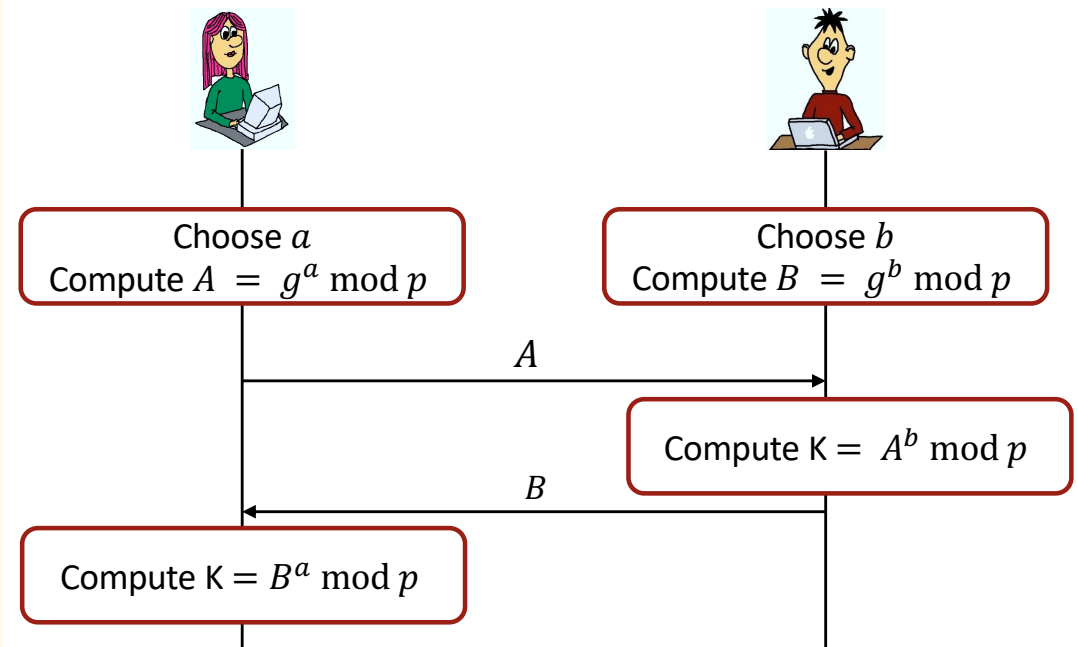 Choose a
Compute A = g^a mod p
Choose b
Compute B = g^b mod p
A
Compute K = A^b mod p
B
Compute K = B^a mod p